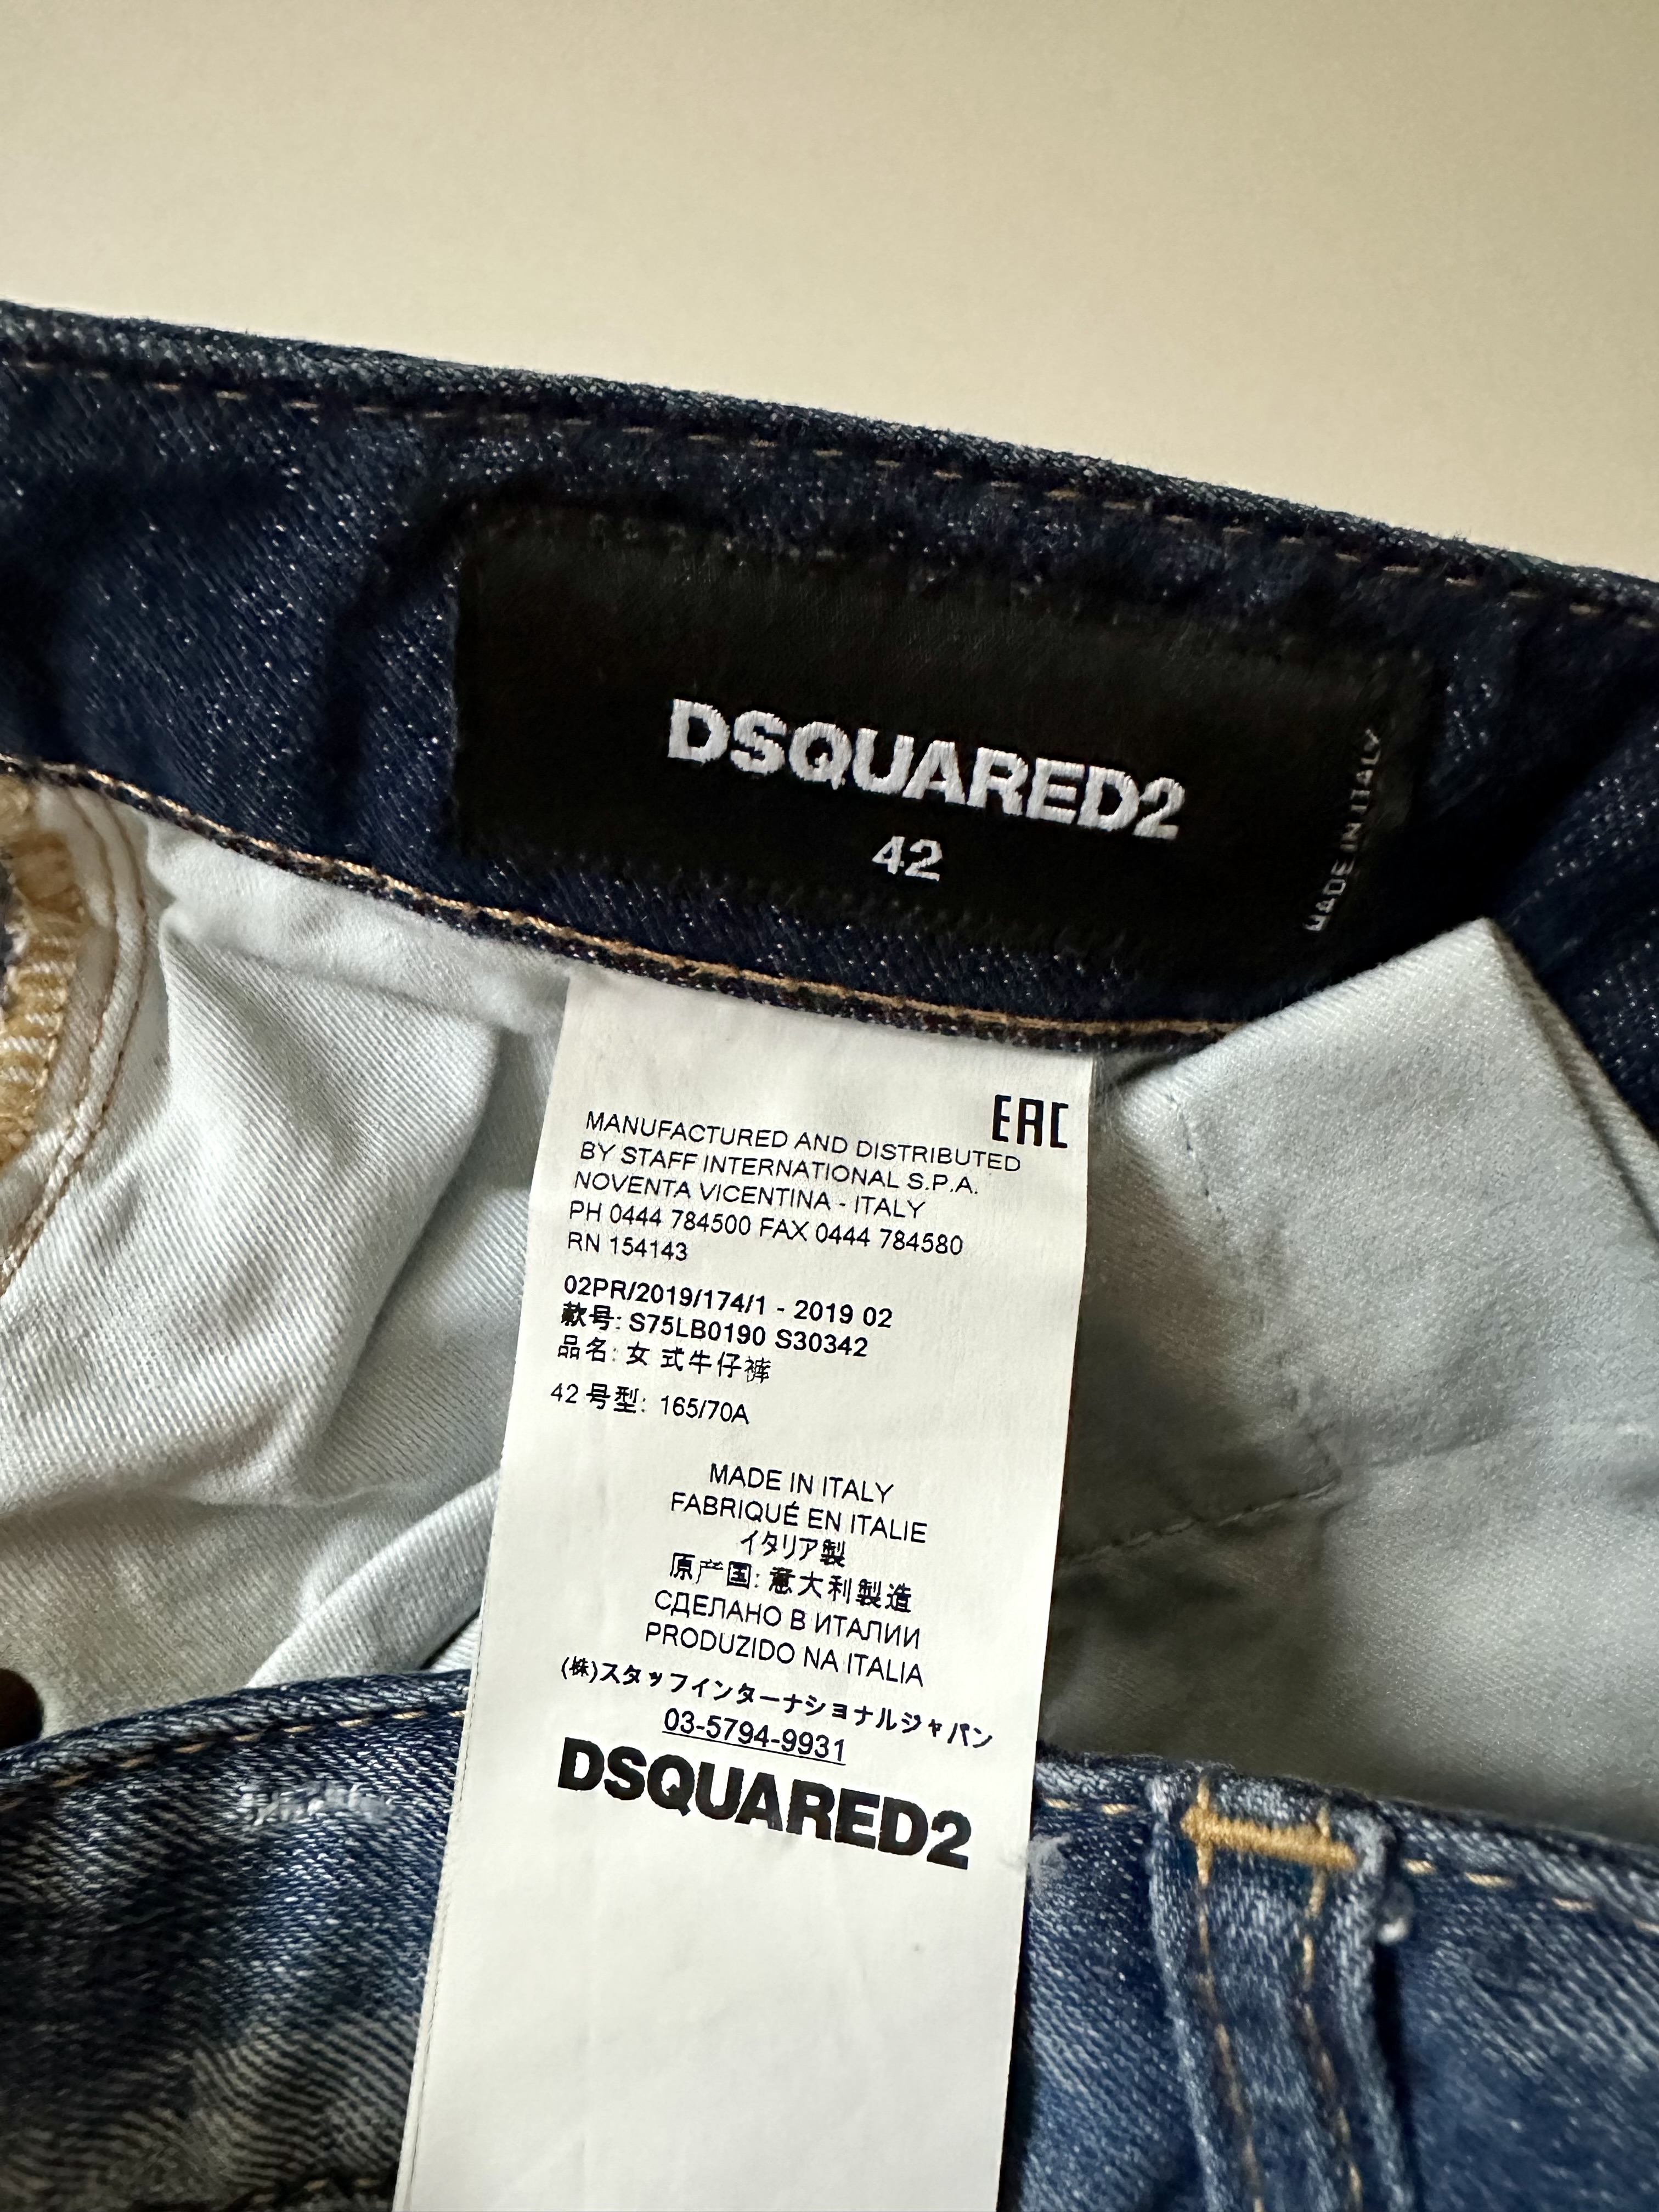 DSQUARED2
42
MADE IN ITALY
EAC
MANUFACTURED AND DISTRIBUTED
BY STAFF INTERNATIONAL S.P.A.
NOVENTA VICENTINA - ITALY
PH 0444 784500 FAX 0444 784580
RN 154143
02PR/2019/174/1 - 2019 02
款号: S75LB0190 S30342
品名: 女 式牛仔裤
42 号型: 165/70A
MADE IN ITALY
FABRIQUÉ EN ITALIE
イタリア製
原产国: 意大利製造
СДЕЛАНО В ИТАЛИИ
PRODUZIDO NA ITALIA
(株)スタッフインターナショナルジャパン
03-5794-9931
DSQUARED2